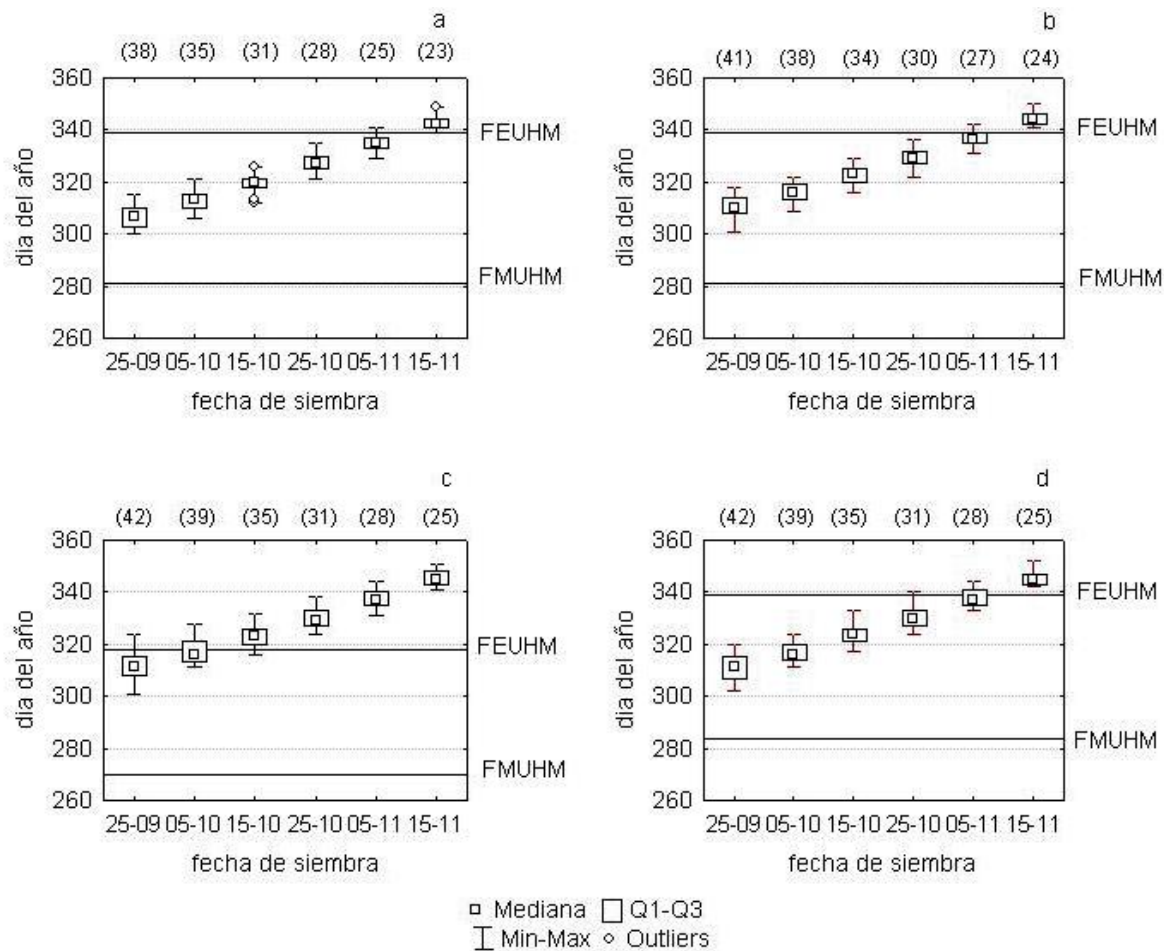 a
(38) (35) (31) (28) (25) (23)
360
340
320
300
280
260
dia del año
FEUHM
FMUHM
25-09 05-10 15-10 25-10 05-11 15-11
fecha de siembra
b
(41) (38) (34) (30) (27) (24)
360
340
320
300
280
260
dia del año
FEUHM
FMUHM
25-09 05-10 15-10 25-10 05-11 15-11
fecha de siembra
c
(42) (39) (35) (31) (28) (25)
360
340
320
300
280
260
dia del año
FEUHM
FMUHM
25-09 05-10 15-10 25-10 05-11 15-11
fecha de siembra
d
(42) (39) (35) (31) (28) (25)
360
340
320
300
280
260
dia del año
FEUHM
FMUHM
25-09 05-10 15-10 25-10 05-11 15-11
fecha de siembra
Mediana Q1-Q3
Min-Max Outliers